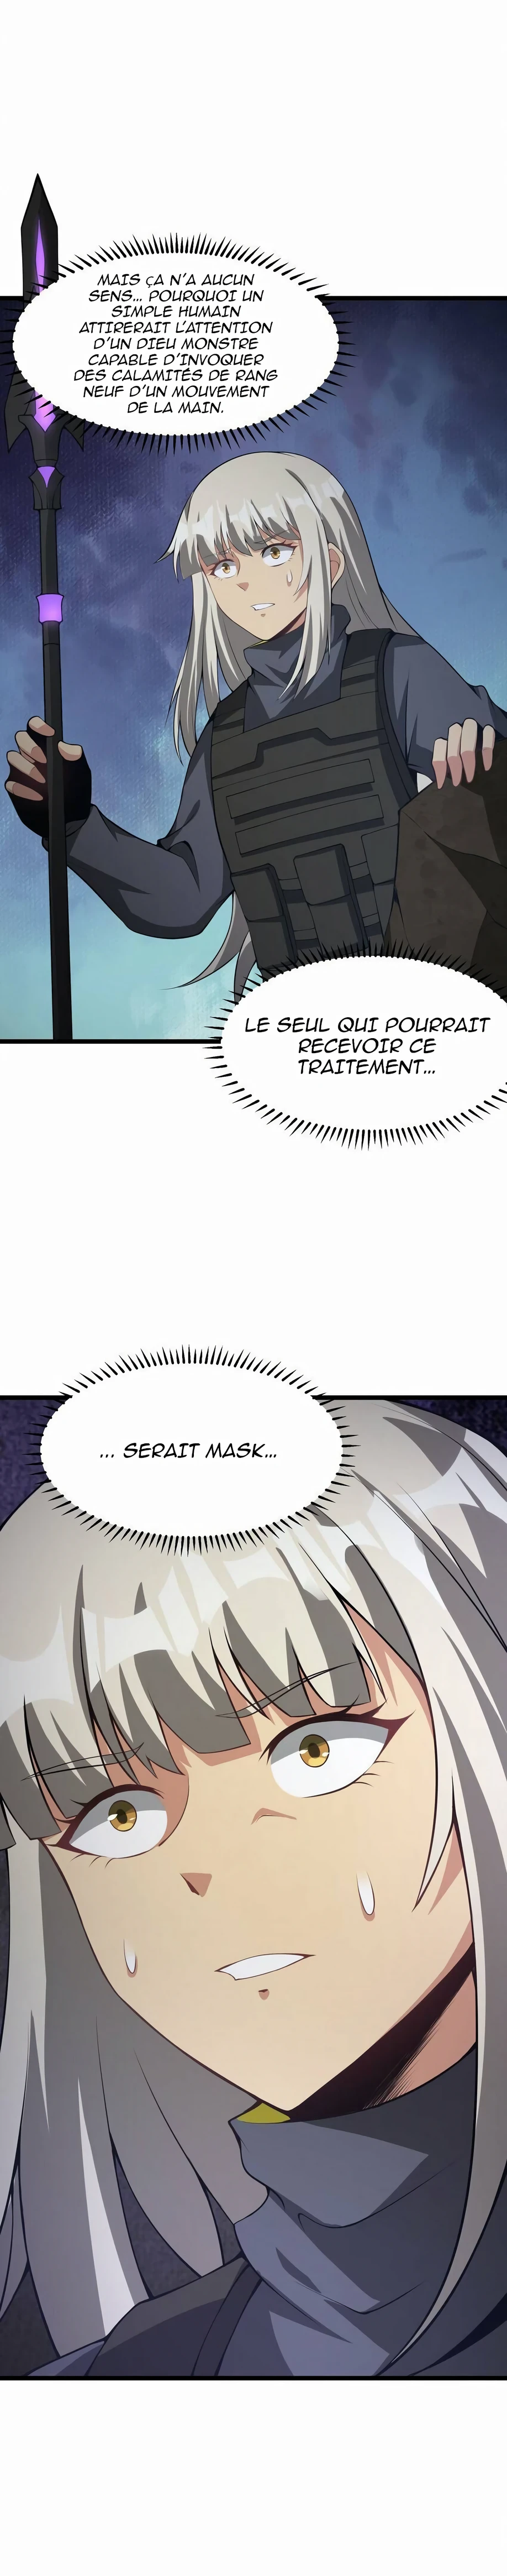 MAIS ÇA N'A AUCUN
SENS... POURQUOI UN
SIMPLE HUMAIN
ATTIRERAIT L'ATTENTION
D'UN DIEU MONSTRE
CAPABLE D'INVOQUER
DES CALAMITÉS DE RANG
NEUF D'UN MOUVEMENT
DE LA MAIN.
LE SEUL QUI POURRAIT
RECEVOIR CE
TRAITEMENT...
... SERAIT MASK...